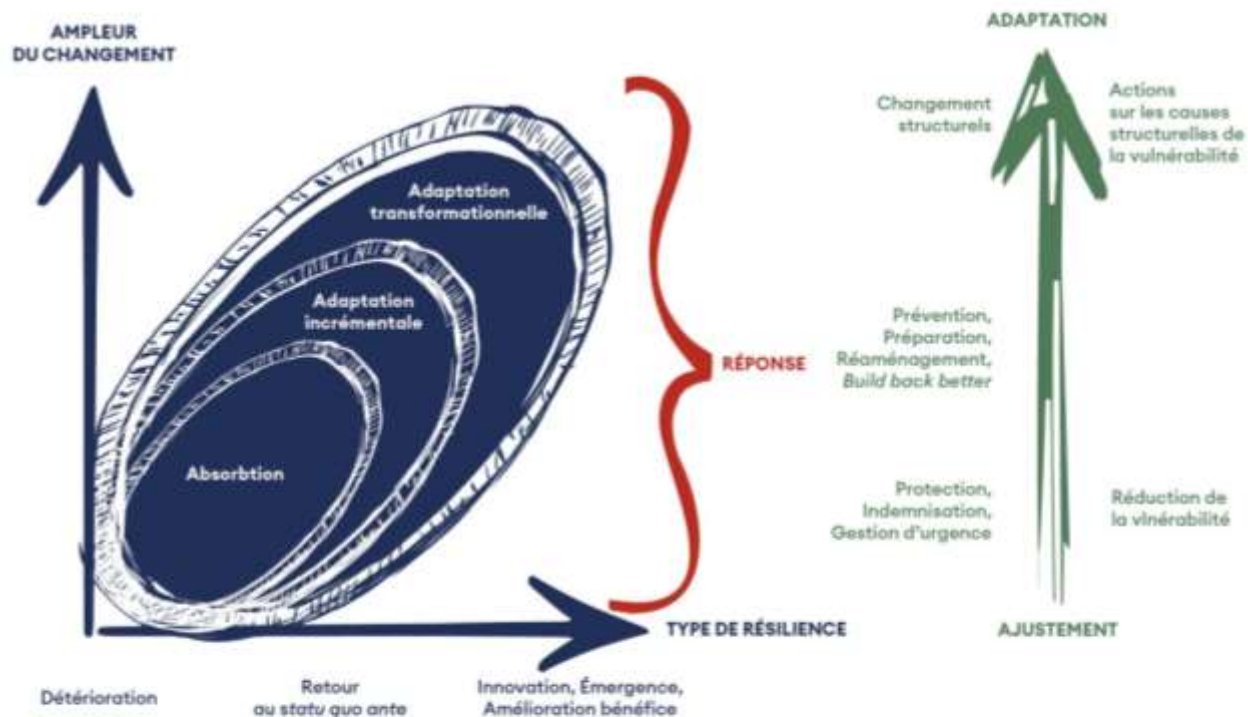 AMPLEUR
DU CHANGEMENT
Adaptation
transformationnelle
Adaptation
incrémentale
Absorbtion
TYPE DE RÉSILIENCE
Détérioration
Retour
au statu quo ante
Innovation, Émergence,
Amélioration bénéfice
RÉPONSE
ADAPTATION
Changement
structurels
Actions
sur les causes
structurelles de
la vulnérabilité
Prévention,
Préparation,
Réaménagement,
Build back better
Protection,
Indemnisation,
Gestion d'urgence
Réduction de
la vlnérabilité
AJUSTEMENT